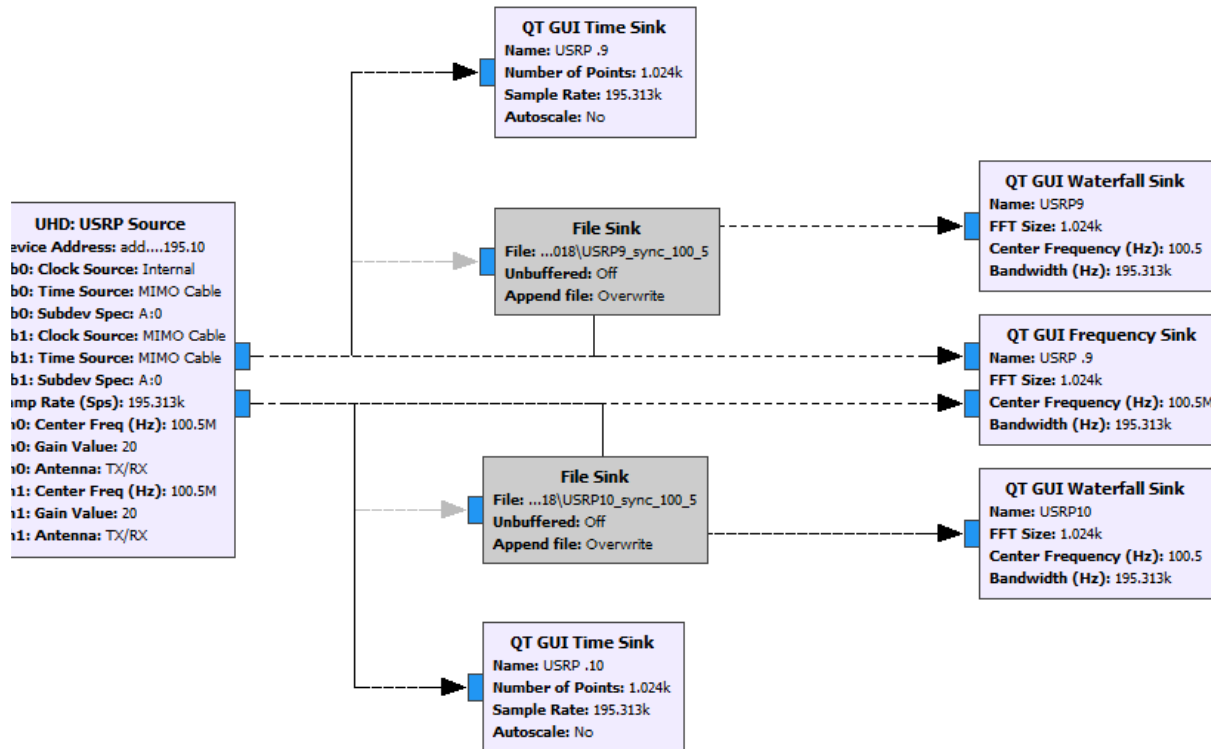 QT GUI Time Sink
Name: USRP .9
Number of Points: 1.024k
Sample Rate: 195.313k
Autoscale: No
QT GUI Waterfall Sink
Name: USRP9
FFT Size: 1.024k
Center Frequency (Hz): 100.5
Bandwidth (Hz): 195.313k
UHD: USRP Source
evice Address: add....195.10
b0: Clock Source: Internal
b0: Time Source: MIMO Cable
b0: Subdev Spec: A:0
b1: Clock Source: MIMO Cable
b1: Time Source: MIMO Cable
b1: Subdev Spec: A:0
amp Rate (Sps): 195.313k
n0: Center Freq (Hz): 100.5M
n0: Gain Value: 20
n0: Antenna: TX/RX
n1: Center Freq (Hz): 100.5M
n1: Gain Value: 20
n1: Antenna: TX/RX
File Sink
File: ...018\USRP9_sync_100_5
Unbuffered: Off
Append file: Overwrite
QT GUI Frequency Sink
Name: USRP .9
FFT Size: 1.024k
Center Frequency (Hz): 100.5M
Bandwidth (Hz): 195.313k
File Sink
File: ...18\USRP10_sync_100_5
Unbuffered: Off
Append file: Overwrite
QT GUI Waterfall Sink
Name: USRP10
FFT Size: 1.024k
Center Frequency (Hz): 100.5
Bandwidth (Hz): 195.313k
QT GUI Time Sink
Name: USRP .10
Number of Points: 1.024k
Sample Rate: 195.313k
Autoscale: No